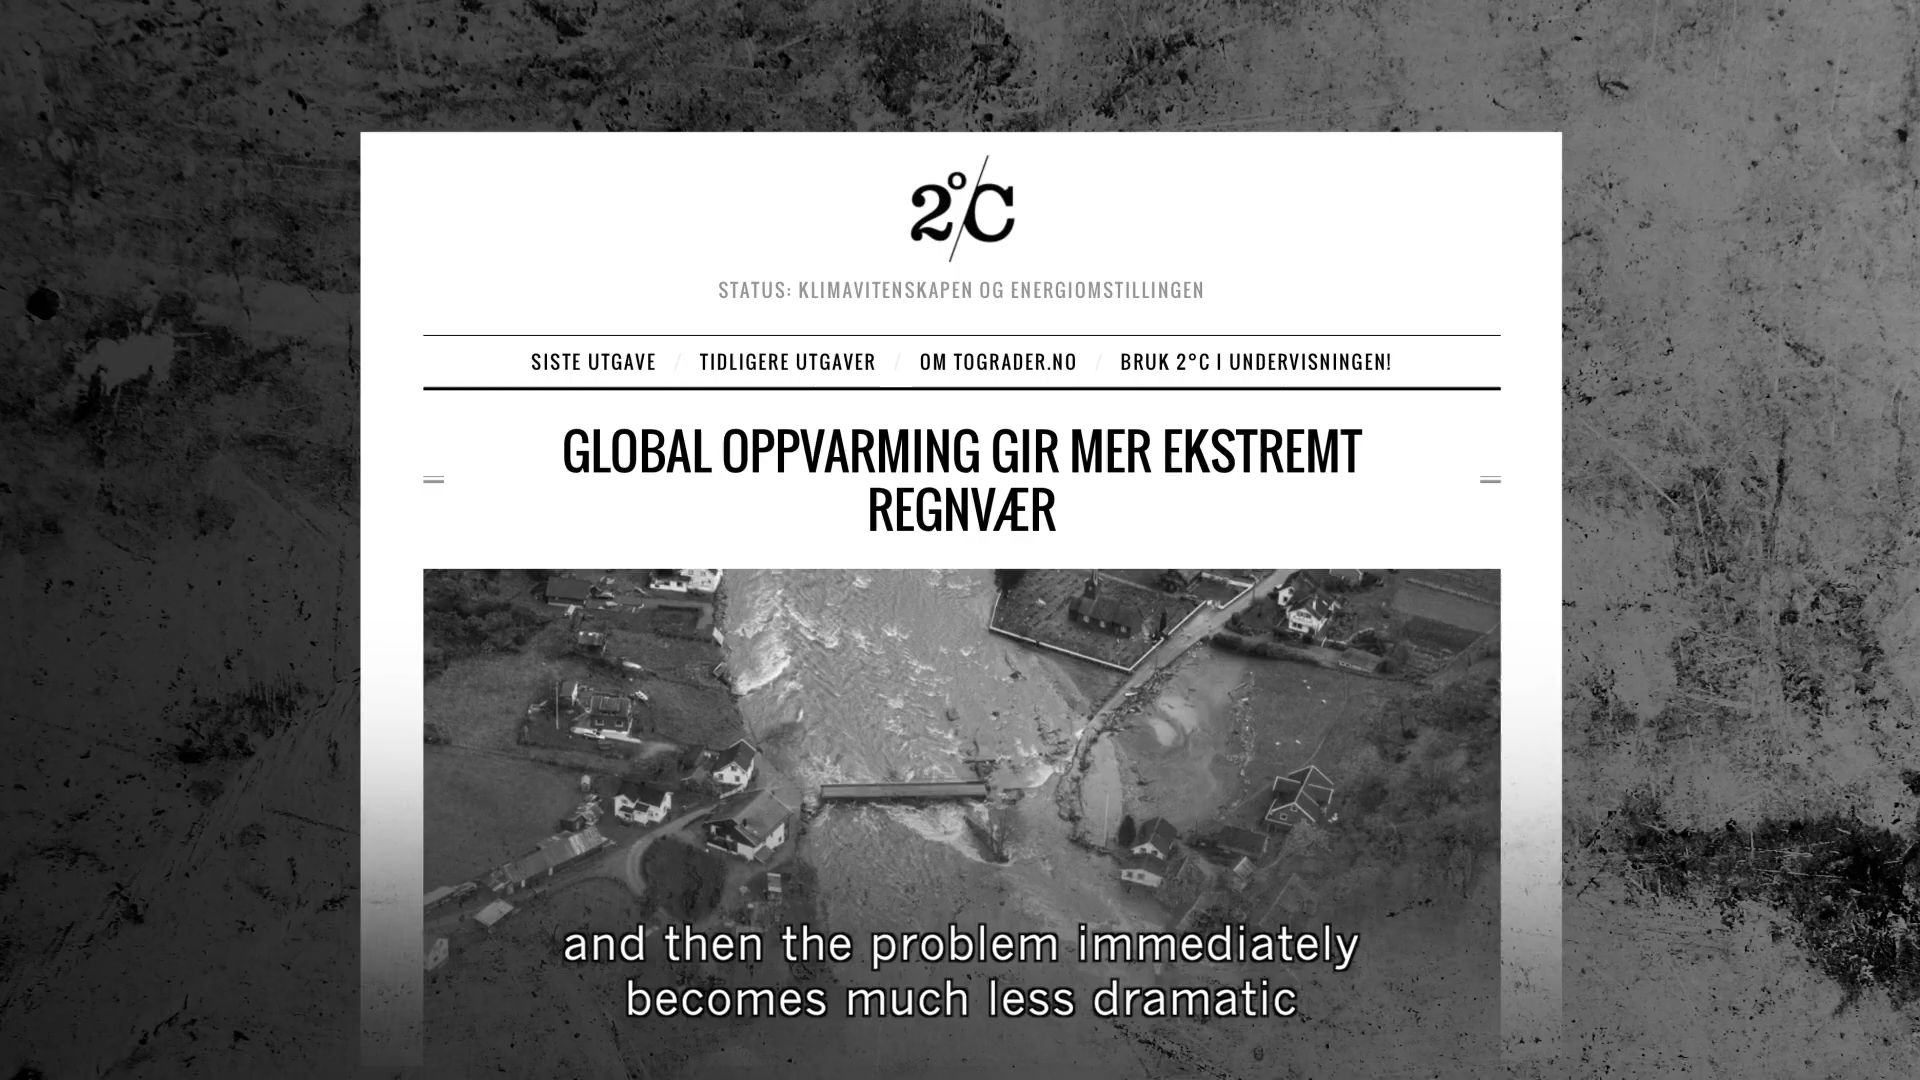 2°C
STATUS: KLIMAVITENSKAPEN OG ENERGIOMSTILLINGEN
SISTE UTGAVE / TIDLIGERE UTGAVER / OM TOGRADER.NO / BRUK 2°C I UNDERVISNINGEN!
GLOBAL OPPVARMING GIR MER EKSTREMT
REGNVÆR
and then the problem immediately
becomes much less dramatic